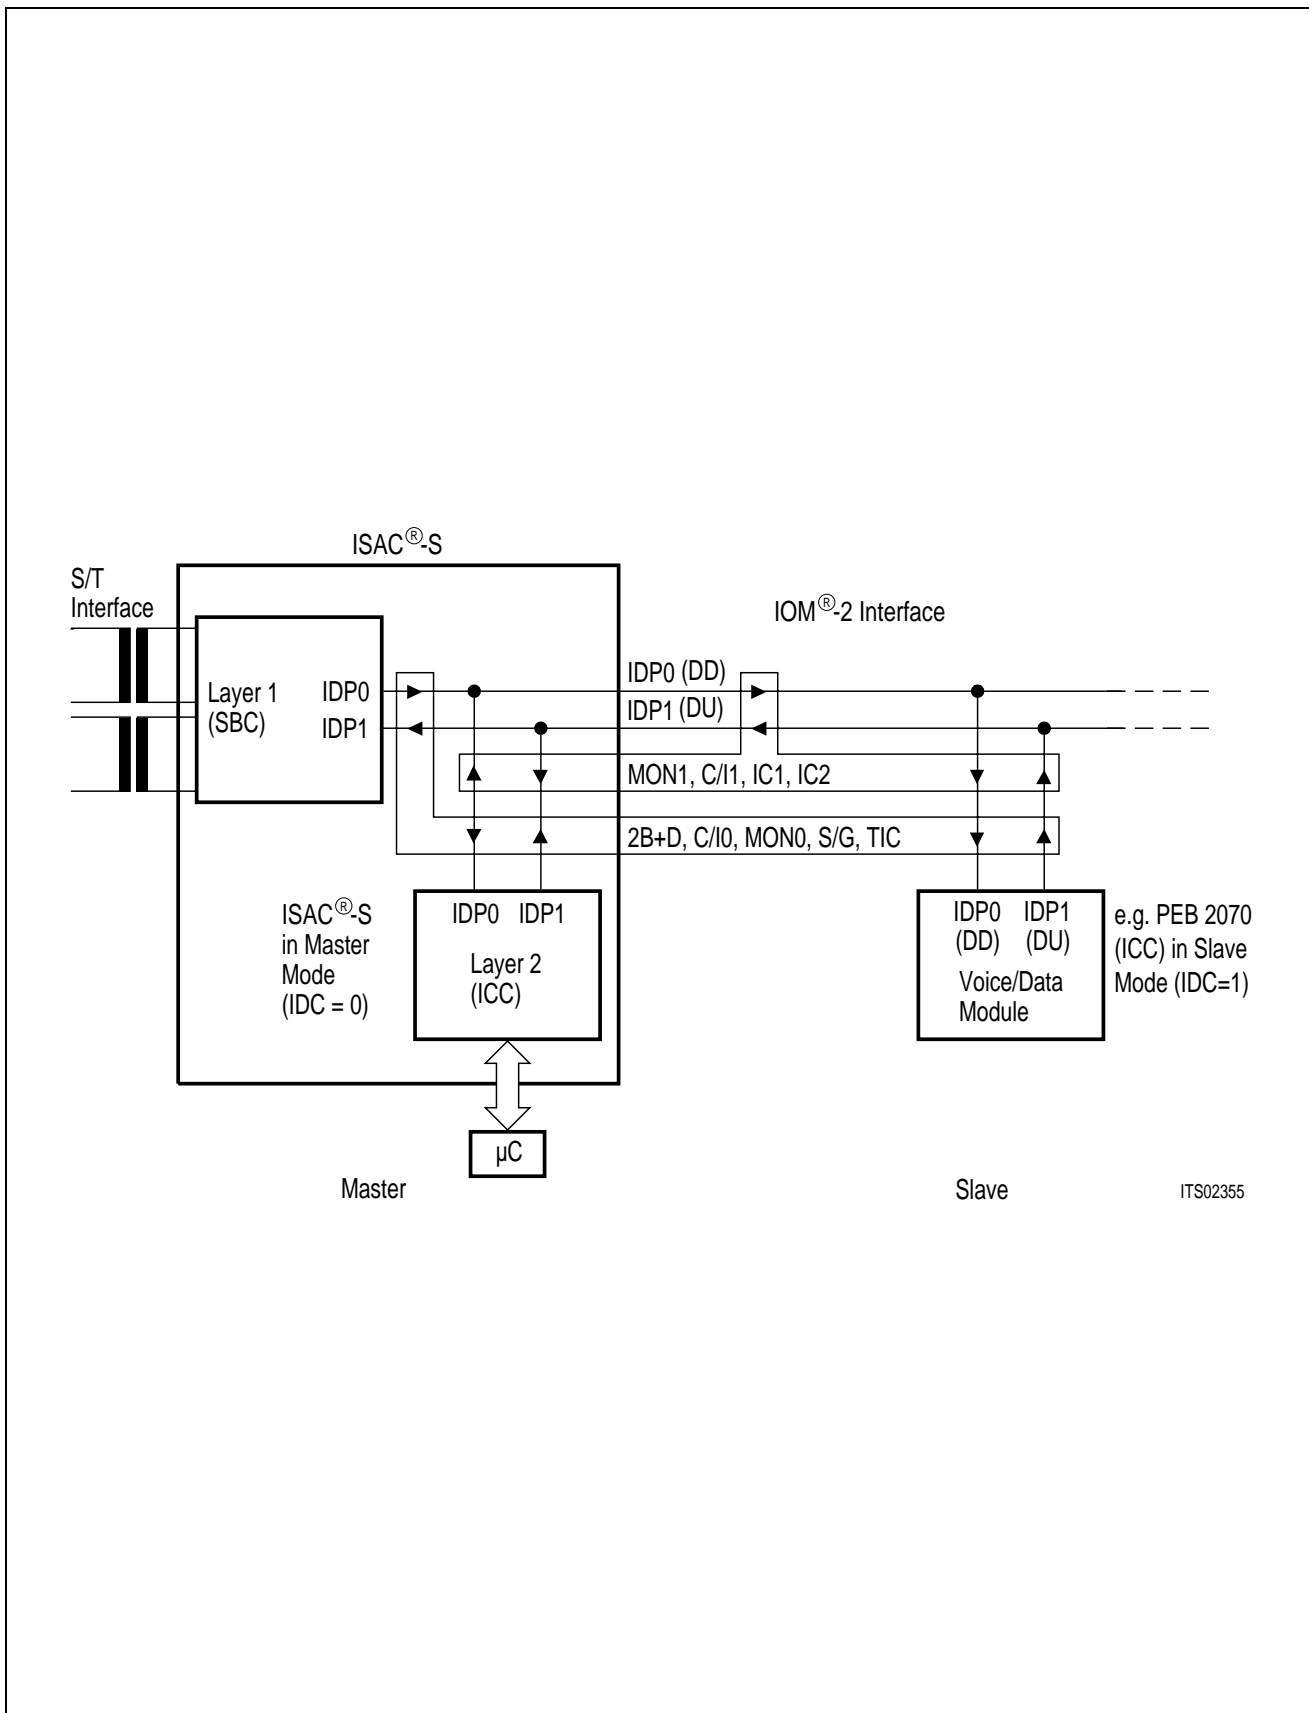 ISAC®-S
S/T
Interface
IOM®-2 Interface
IDP0 (DD)
IDP1 (DU)
Layer 1
(SBC)
IDP0
IDP1
MON1, C/I1, IC1, IC2
2B+D, C/I0, MON0, S/G, TIC
ISAC®-S
in Master
Mode
(IDC = 0)
IDP0 IDP1
Layer 2
(ICC)
IDP0 IDP1
(DD) (DU)
Voice/Data
Module
e.g. PEB 2070
(ICC) in Slave
Mode (IDC=1)
µC
Master
Slave
ITS02355